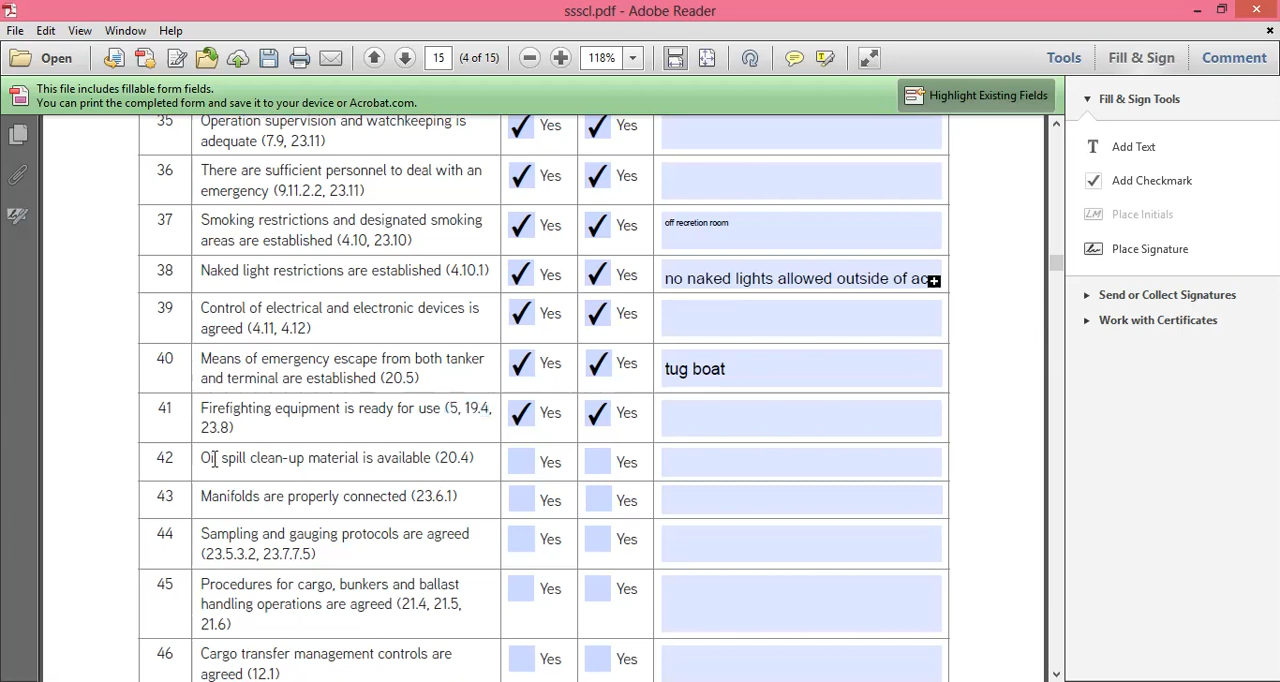 ssscl.pdf - Adobe Reader
File Edit View Window Help
Open 15 (4 of 15) 118% Tools Fill & Sign Comment
This file includes fillable form fields.
You can print the completed form and save it to your device or Acrobat.com.
Highlight Existing Fields
Fill & Sign Tools
Add Text
Add Checkmark
Place Initials
Place Signature
Send or Collect Signatures
Work with Certificates
35 Operation supervision and watchkeeping is Yes Yes
adequate (7.9, 23.11)
36 There are sufficient personnel to deal with an Yes Yes
emergency (9.11.2.2, 23.11)
37 Smoking restrictions and designated smoking Yes Yes off recretion room
areas are established (4.10, 23.10)
38 Naked light restrictions are established (4.10.1) Yes Yes no naked lights allowed outside of ac
39 Control of electrical and electronic devices is Yes Yes
agreed (4.11, 4.12)
40 Means of emergency escape from both tanker Yes Yes tug boat
and terminal are established (20.5)
41 Firefighting equipment is ready for use (5, 19.4, Yes Yes
23.8)
42 Oil spill clean-up material is available (20.4) Yes Yes
43 Manifolds are properly connected (23.6.1) Yes Yes
44 Sampling and gauging protocols are agreed Yes Yes
(23.5.3.2, 23.7.7.5)
45 Procedures for cargo, bunkers and ballast Yes Yes
handling operations are agreed (21.4, 21.5,
21.6)
46 Cargo transfer management controls are Yes Yes
agreed (12.1)